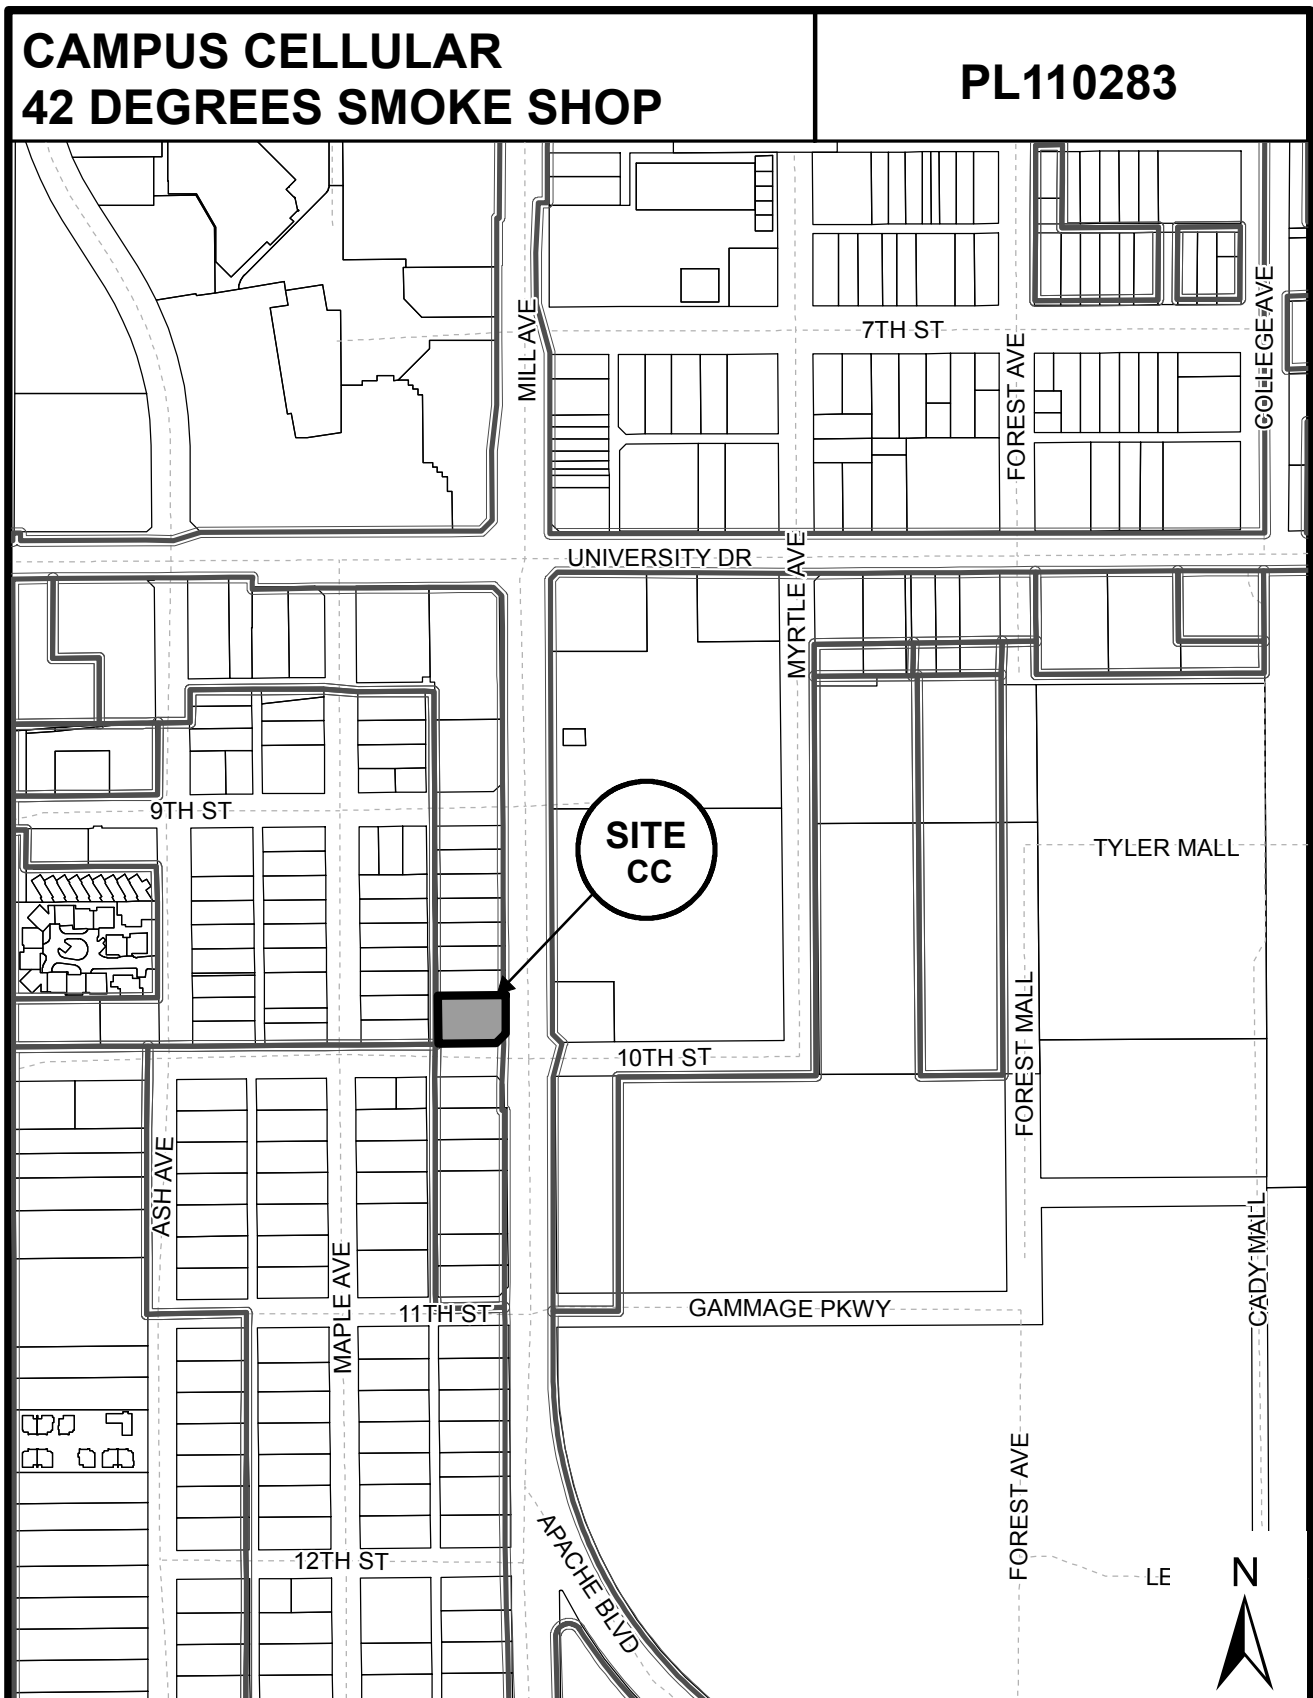 CAMPUS CELLULAR
42 DEGREES SMOKE SHOP
PL110283
MILL AVE
7TH ST
FOREST AVE
COLLEGE AVE
UNIVERSITY DR
MYRTLE AVE
9TH ST
SITE
CC
TYLER MALL
FOREST MALL
10TH ST
ASH AVE
MAPLE AVE
CADY MALL
11TH ST
GAMMAGE PKWY
FOREST AVE
APACHE BLVD
12TH ST
LE
N